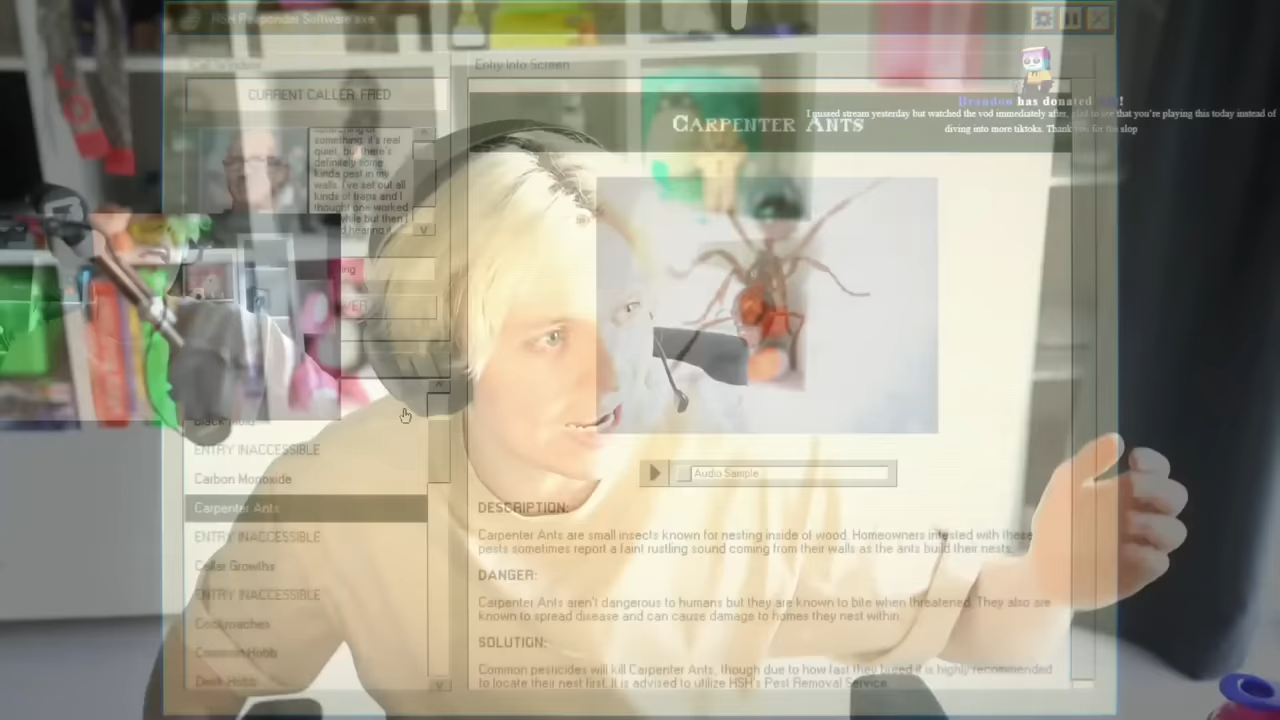 HSH Responder Software.exe
Entry Info Screen
CURRENT CALLER: FRED
CARPENTER ANTS
Brandon has donated
I missed stream yesterday but watched the vod immediately after, glad to see that you're playing this today instead of
diving into more tiktoks. Thank you for the slop
something. it's real
quiet, but there's
definitely some
kinda pest in my
walls. I've set out all
kinds of traps and I
thought one worked
while but then I
hearing it
ENTRY INACCESSIBLE
Carbon Monoxide
Carpenter Ants
ENTRY INACCESSIBLE
Cellar Growths
ENTRY INACCESSIBLE
Cockroaches
Common Hobb
Desk Hobb
Audio Sample
DESCRIPTION:
Carpenter Ants are small insects known for nesting inside of wood. Homeowners infested with these
pests sometimes report a faint rustling sound coming from their walls as the ants build their nests.
DANGER:
Carpenter Ants aren't dangerous to humans but they are known to bite when threatened. They also are
known to spread disease and can cause damage to homes they nest within.
SOLUTION:
Common pesticides will kill Carpenter Ants, though due to how fast they breed it is highly recommended
to locate their nest first. It is advised to utilize HSH's Pest Removal Service